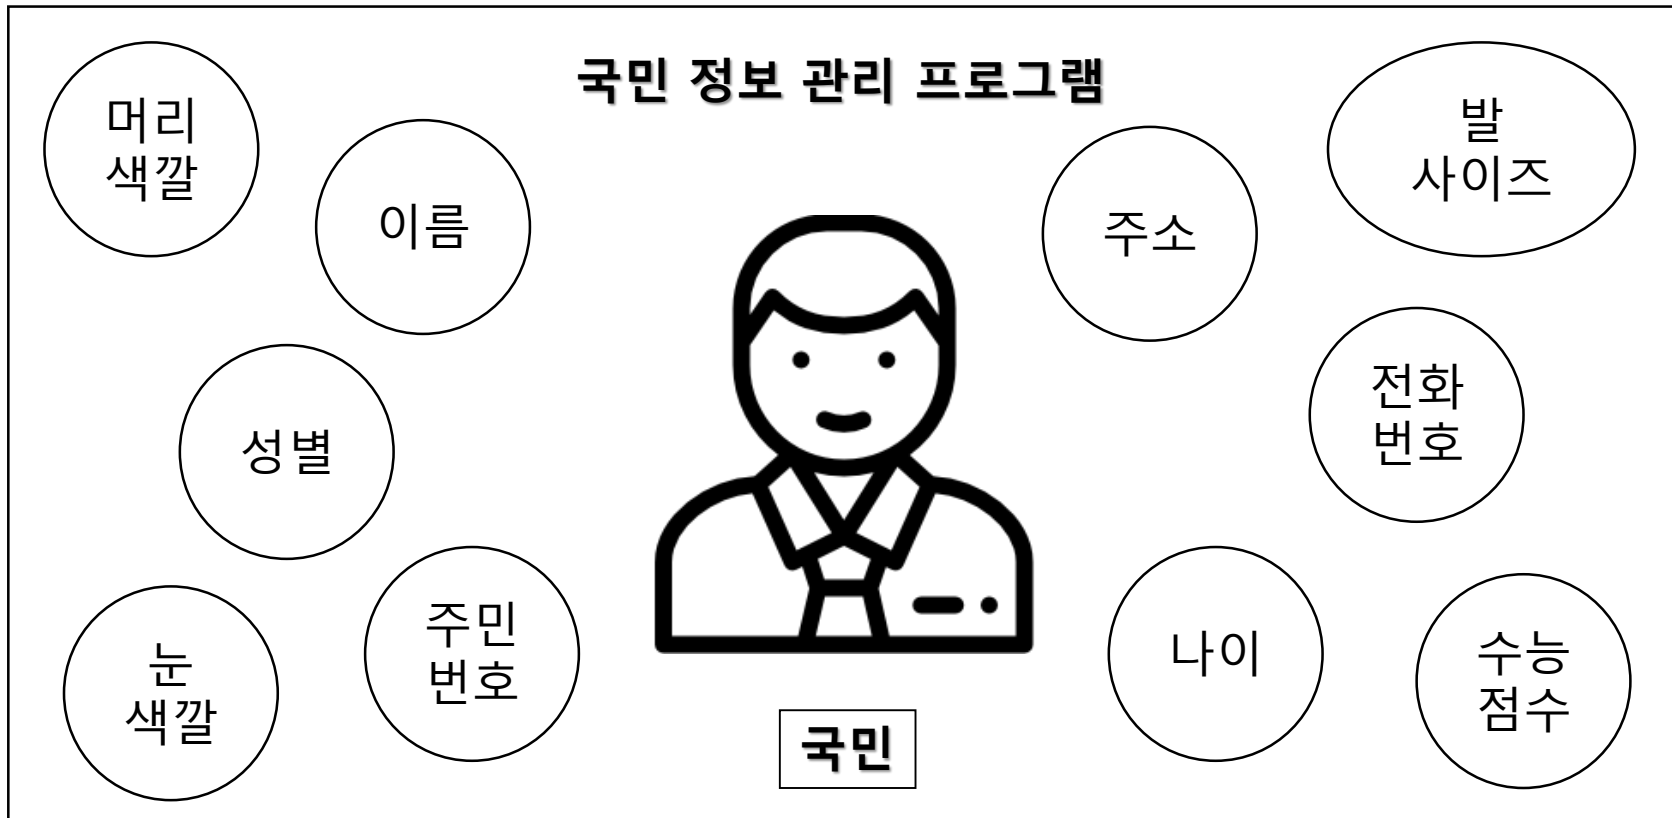 국민 정보 관리 프로그램
머리
색깔
이름
성별
눈
색깔
주민
번호
국민
주소
발
사이즈
전화
번호
나이
수능
점수